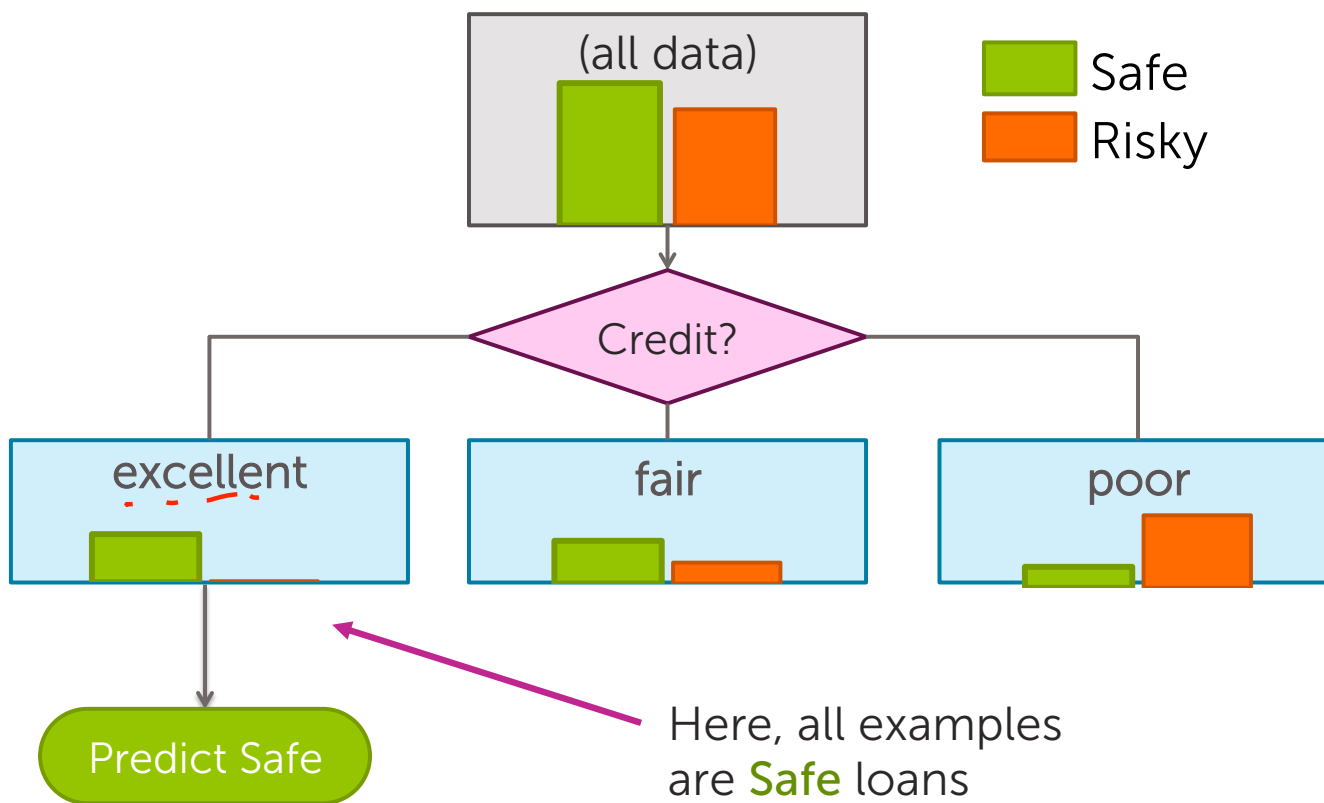 (all data)
Safe
Risky
Credit?
excellent
fair
poor
Predict Safe
Here, all examples
are Safe loans